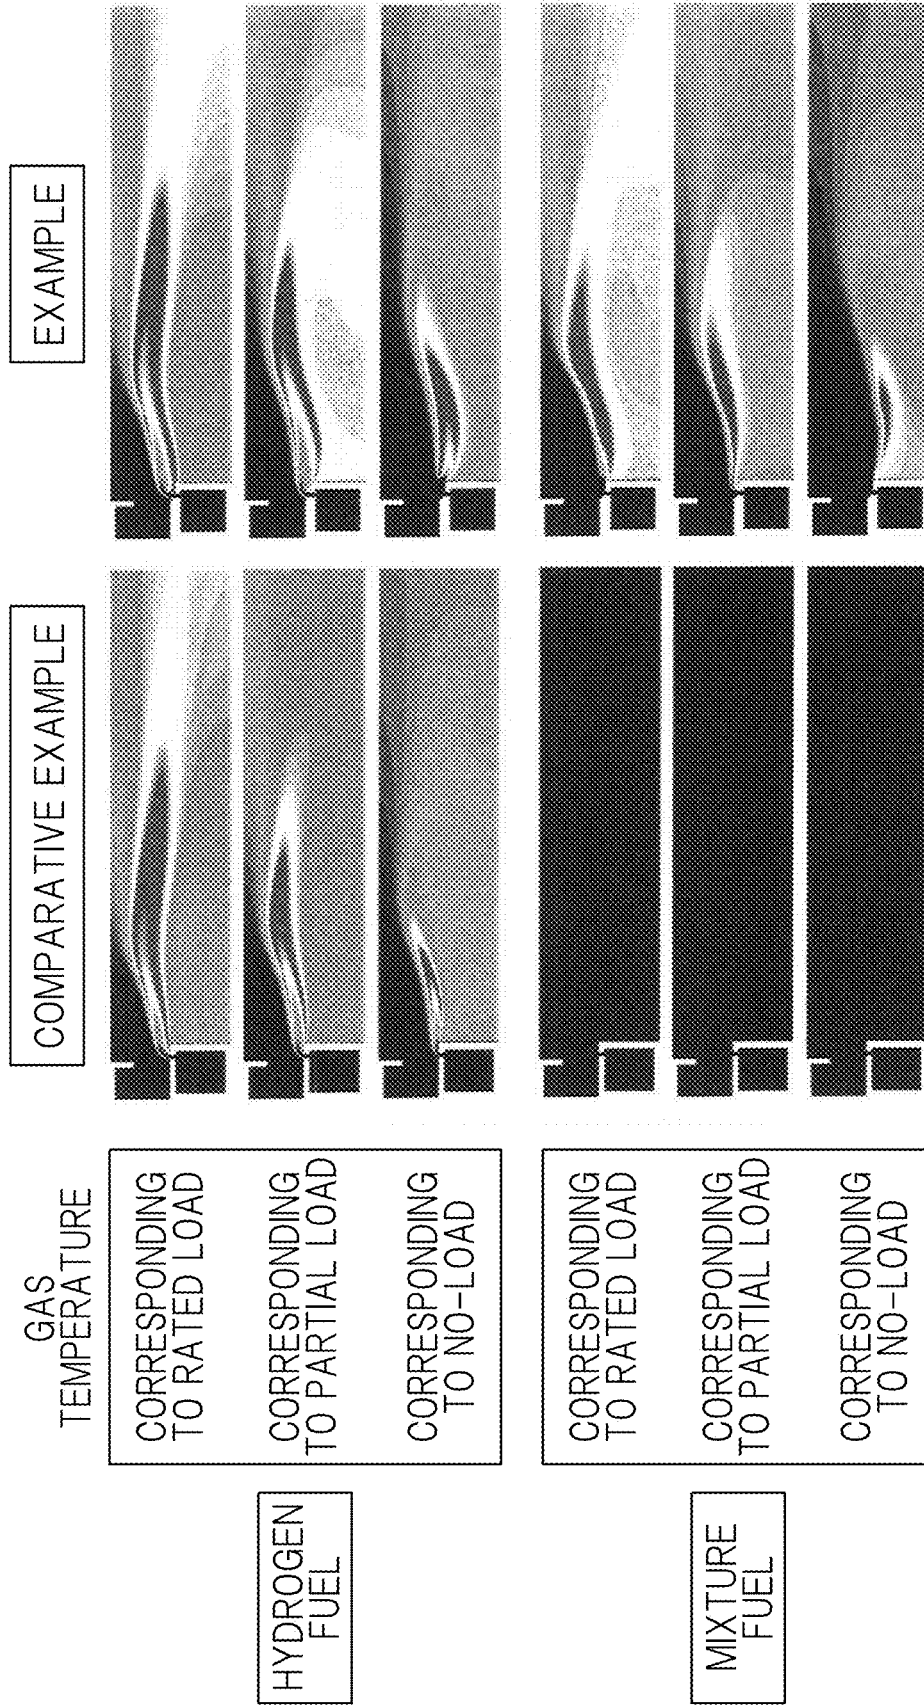 GAS
TEMPERATURE
COMPARATIVE EXAMPLE
EXAMPLE
HYDROGEN
FUEL
CORRESPONDING
TO RATED LOAD
CORRESPONDING
TO PARTIAL LOAD
CORRESPONDING
TO NO-LOAD
MIXTURE
FUEL
CORRESPONDING
TO RATED LOAD
CORRESPONDING
TO PARTIAL LOAD
CORRESPONDING
TO NO-LOAD